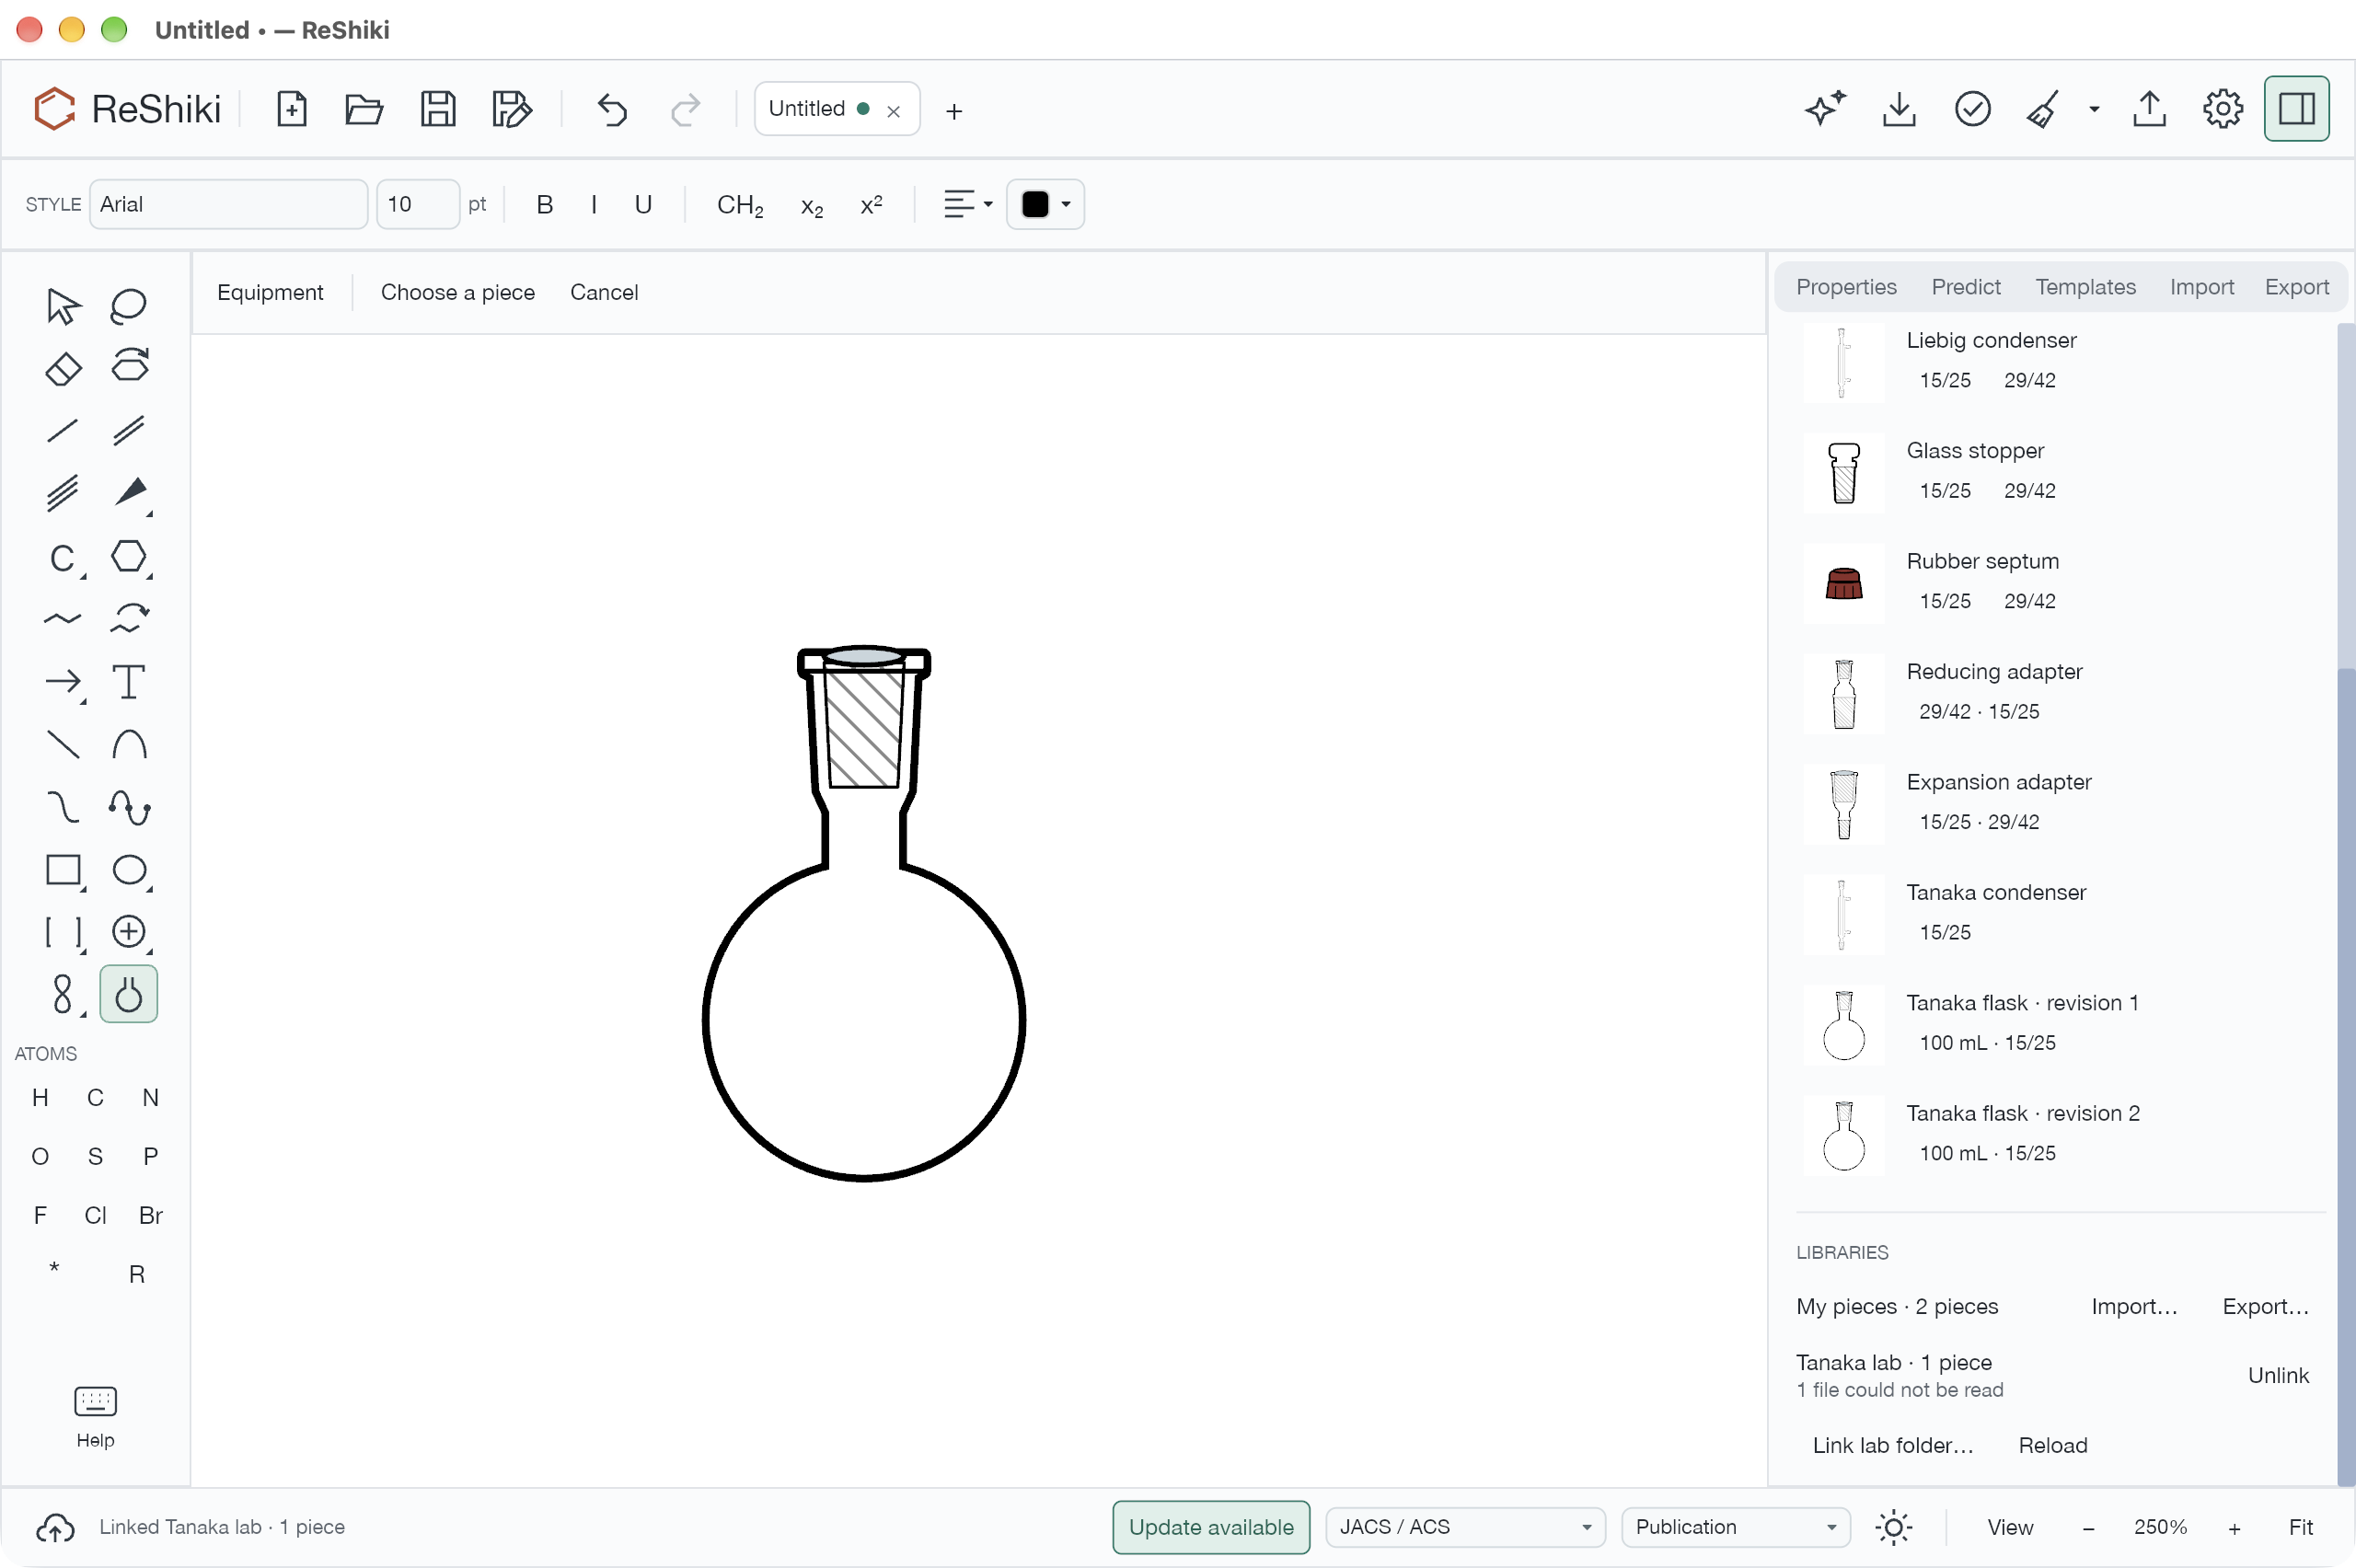 Untitled • — ReShiki
ReShiki
Untitled
STYLE Arial 10 pt B I U CH₂ x₂ x²
Equipment Choose a piece Cancel
Properties Predict Templates Import Export
Liebig condenser
15/25 29/42
Glass stopper
15/25 29/42
Rubber septum
15/25 29/42
Reducing adapter
29/42 · 15/25
Expansion adapter
15/25 · 29/42
Tanaka condenser
15/25
Tanaka flask · revision 1
100 mL · 15/25
Tanaka flask · revision 2
100 mL · 15/25
LIBRARIES
My pieces · 2 pieces Import… Export…
Tanaka lab · 1 piece
1 file could not be read
Unlink
Link lab folder… Reload
C
T
[ ]
ATOMS
H C N
O S P
F Cl Br
* R
Help
Linked Tanaka lab · 1 piece
Update available JACS / ACS Publication View − 250% + Fit